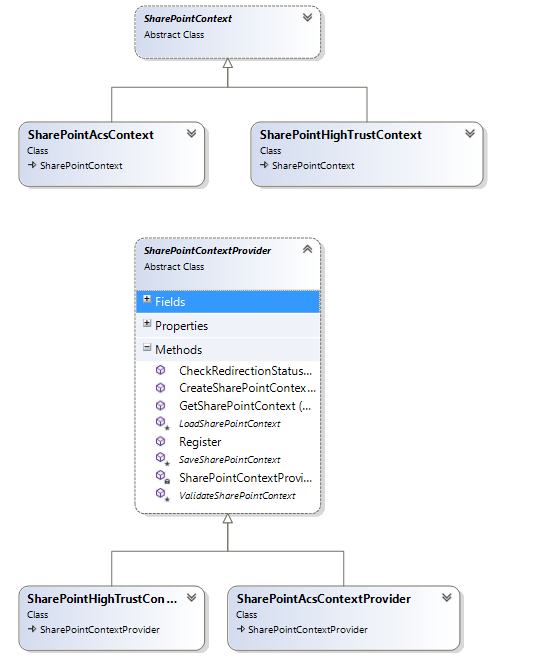 SharePointContext
Abstract Class
SharePointAcsContext
Class
SharePointContext
SharePointHighTrustContext
Class
SharePointContext
SharePointContextProvider
Abstract Class
Fields
Properties
Methods
CheckRedirectionStatus...
CreateSharePointContex...
GetSharePointContext (...
LoadSharePointContext
Register
SaveSharePointContext
SharePointContextProvi...
ValidateSharePointContext
SharePointHighTrustCon...
Class
SharePointContextProvider
SharePointAcsContextProvider
Class
SharePointContextProvider